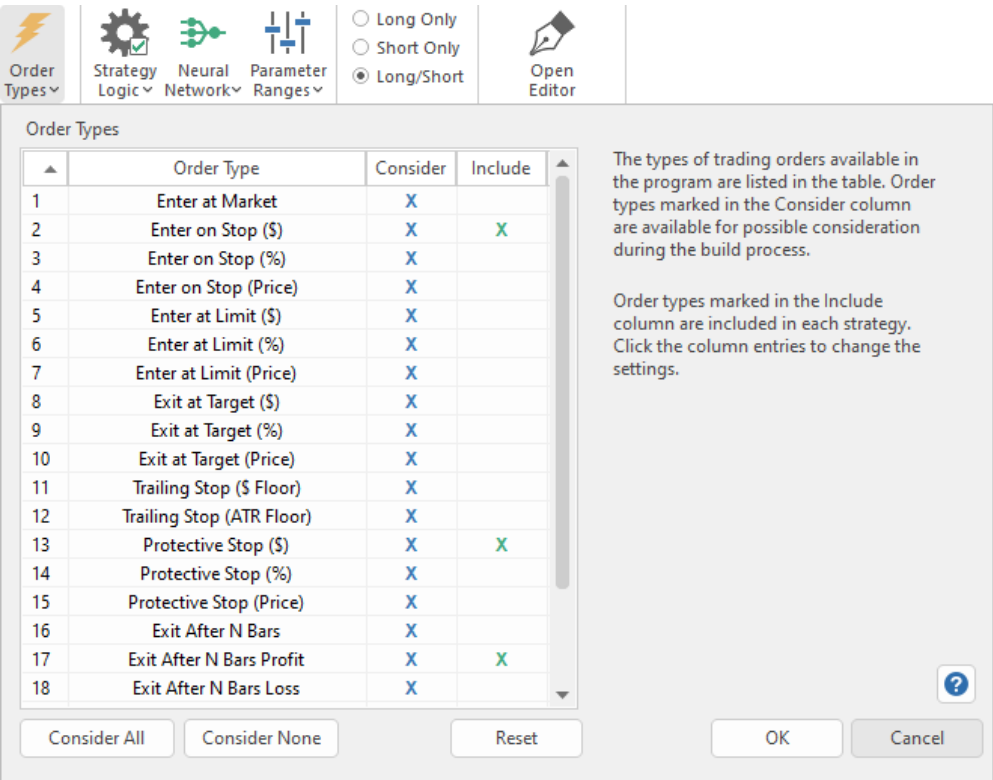 Order Types
Strategy Logic
Neural Network
Parameter Ranges
Long Only
Short Only
Long/Short
Open Editor
Order Types
Order Type Consider Include
1 Enter at Market X
2 Enter on Stop ($) X X
3 Enter on Stop (%) X
4 Enter on Stop (Price) X
5 Enter at Limit ($) X
6 Enter at Limit (%) X
7 Enter at Limit (Price) X
8 Exit at Target ($) X
9 Exit at Target (%) X
10 Exit at Target (Price) X
11 Trailing Stop ($ Floor) X
12 Trailing Stop (ATR Floor) X
13 Protective Stop ($) X X
14 Protective Stop (%) X
15 Protective Stop (Price) X
16 Exit After N Bars X
17 Exit After N Bars Profit X X
18 Exit After N Bars Loss X
The types of trading orders available in
the program are listed in the table. Order
types marked in the Consider column
are available for possible consideration
during the build process.
Order types marked in the Include
column are included in each strategy.
Click the column entries to change the
settings.
?
Consider All Consider None Reset OK Cancel